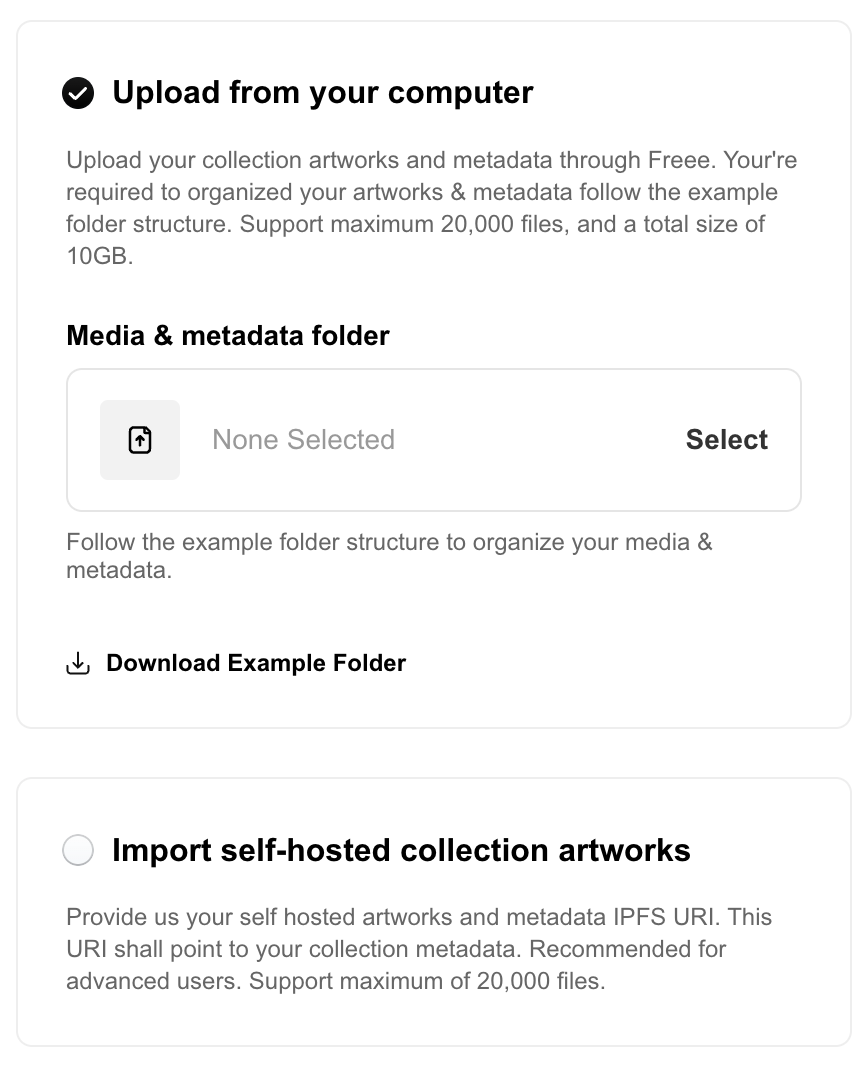 Upload from your computer
Upload your collection artworks and metadata through Freee. Your're
required to organized your artworks & metadata follow the example
folder structure. Support maximum 20,000 files, and a total size of
10GB.
Media & metadata folder
None Selected Select
Follow the example folder structure to organize your media &
metadata.
Download Example Folder
Import self-hosted collection artworks
Provide us your self hosted artworks and metadata IPFS URI. This
URI shall point to your collection metadata. Recommended for
advanced users. Support maximum of 20,000 files.